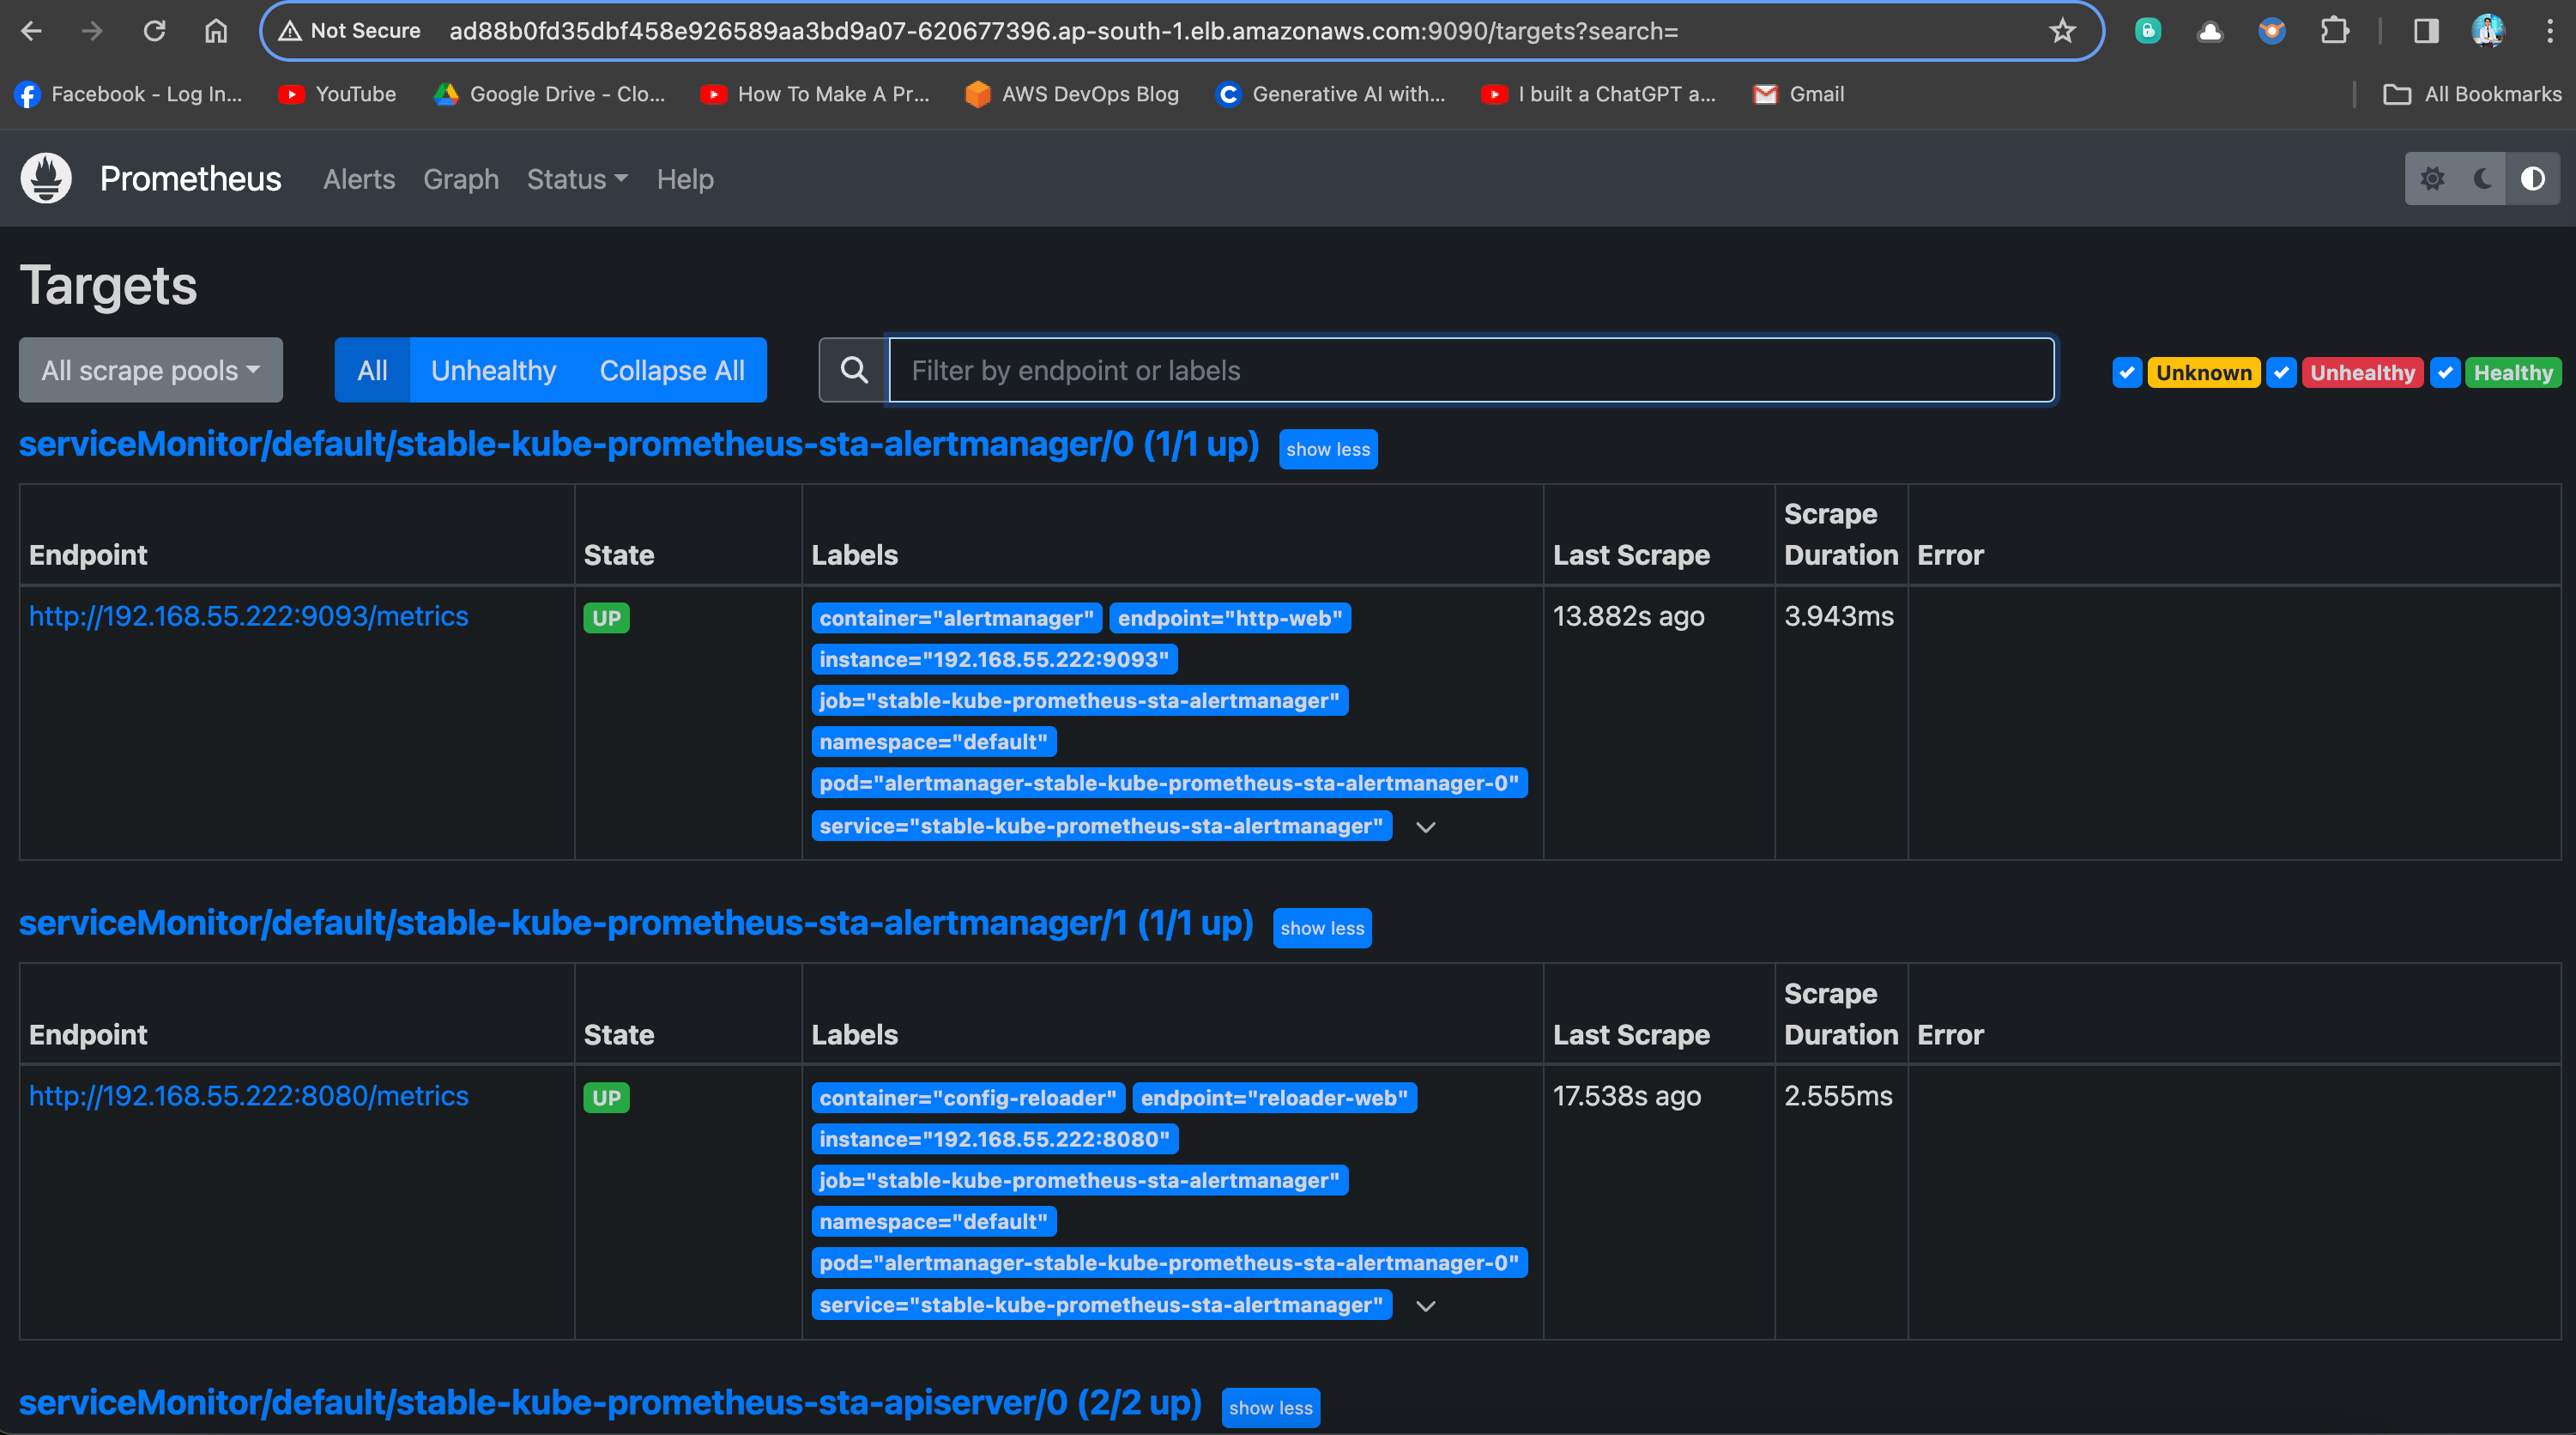 Not Secure ad88b0fd35dbf458e926589aa3bd9a07-620677396.ap-south-1.elb.amazonaws.com:9090/targets?search=
Facebook - Log In... YouTube Google Drive - Clo... How To Make A Pr... AWS DevOps Blog Generative AI with... I built a ChatGPT a... Gmail All Bookmarks
Prometheus Alerts Graph Status Help
Targets
All scrape pools All Unhealthy Collapse All Filter by endpoint or labels Unknown Unhealthy Healthy
serviceMonitor/default/stable-kube-prometheus-sta-alertmanager/0 (1/1 up) show less
Endpoint State Labels Last Scrape Scrape Duration Error
http://192.168.55.222:9093/metrics UP container="alertmanager" endpoint="http-web" 13.882s ago 3.943ms
instance="192.168.55.222:9093"
job="stable-kube-prometheus-sta-alertmanager"
namespace="default"
pod="alertmanager-stable-kube-prometheus-sta-alertmanager-0"
service="stable-kube-prometheus-sta-alertmanager"
serviceMonitor/default/stable-kube-prometheus-sta-alertmanager/1 (1/1 up) show less
Endpoint State Labels Last Scrape Scrape Duration Error
http://192.168.55.222:8080/metrics UP container="config-reloader" endpoint="reloader-web" 17.538s ago 2.555ms
instance="192.168.55.222:8080"
job="stable-kube-prometheus-sta-alertmanager"
namespace="default"
pod="alertmanager-stable-kube-prometheus-sta-alertmanager-0"
service="stable-kube-prometheus-sta-alertmanager"
serviceMonitor/default/stable-kube-prometheus-sta-apiserver/0 (2/2 up) show less